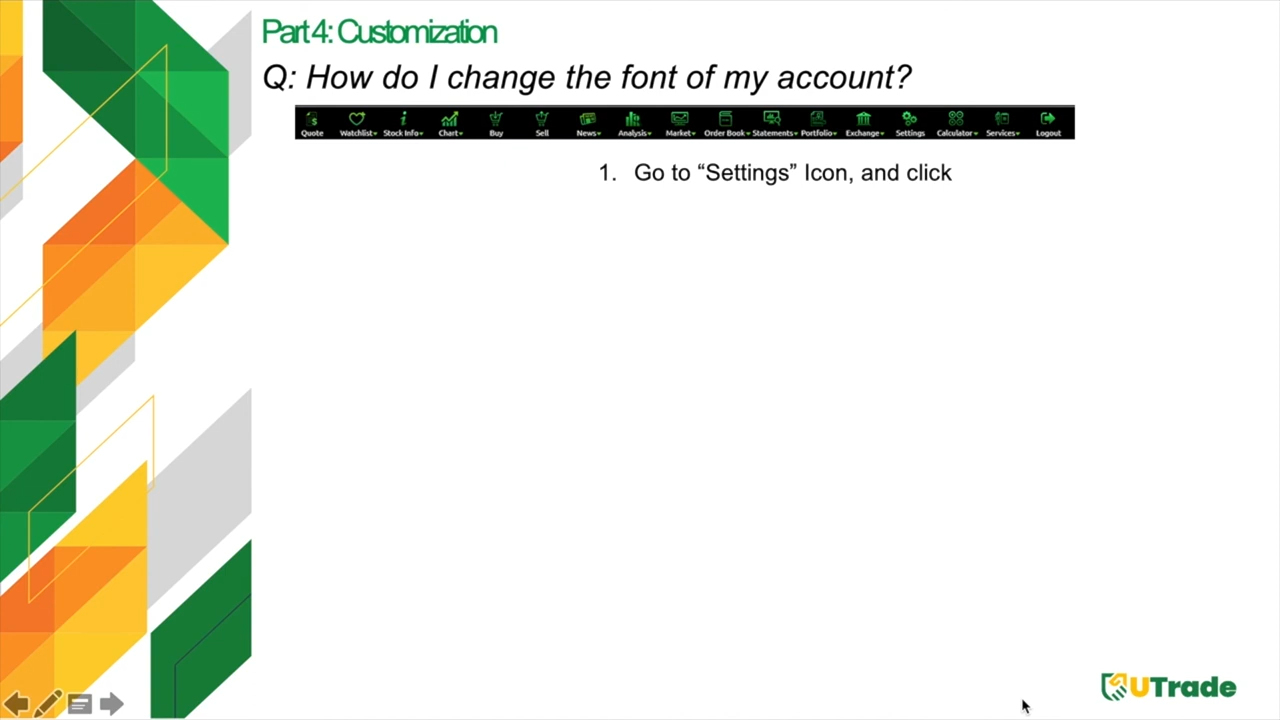 Part 4: Customization
Q: How do I change the font of my account?
Quote Watchlist Stock Info Chart Buy Sell News Analysis Market Order Book Statements Portfolio Exchange Settings Calculator Services Logout
1. Go to “Settings” Icon, and click
UTrade